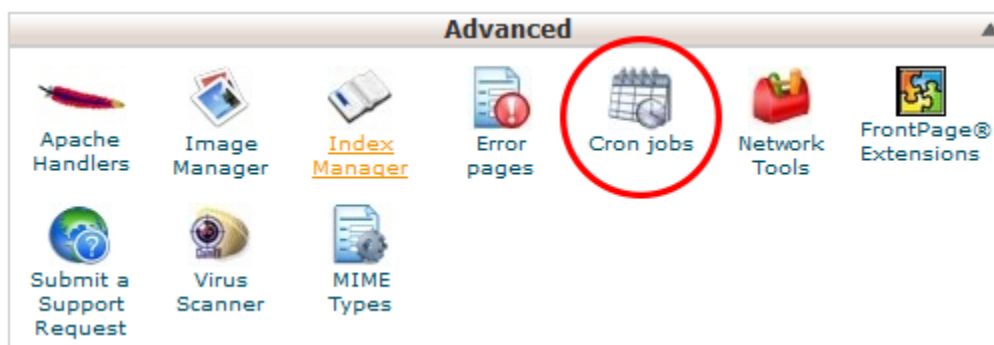 Advanced
Apache
Handlers
Image
Manager
Index
Manager
Error
pages
Cron jobs
Network
Tools
FrontPage®
Extensions
Submit a
Support
Request
Virus
Scanner
MIME
Types